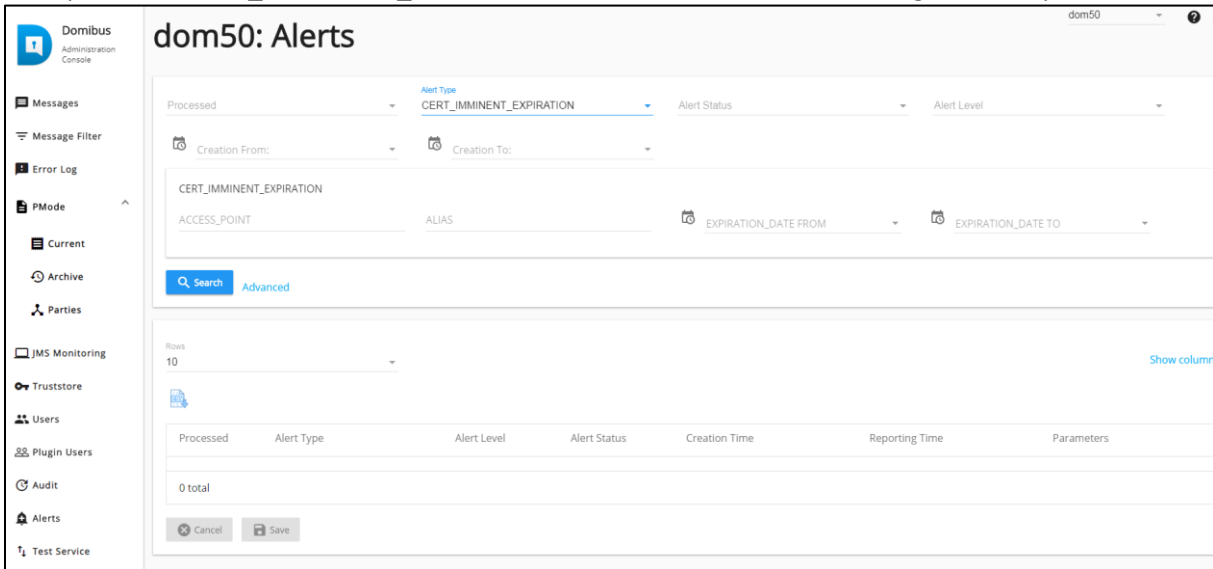 dom50
Domibus
Administration
Console
dom50: Alerts
Messages
Message Filter
Error Log
PMode
Current
Archive
Parties
JMS Monitoring
Truststore
Users
Plugin Users
Audit
Alerts
Test Service
Processed
Alert Type
CERT_IMMINENT_EXPIRATION
Alert Status
Alert Level
Creation From:
Creation To:
CERT_IMMINENT_EXPIRATION
ACCESS_POINT
ALIAS
EXPIRATION_DATE FROM
EXPIRATION_DATE TO
Search
Advanced
Rows
10
Show column
Processed Alert Type Alert Level Alert Status Creation Time Reporting Time Parameters
0 total
Cancel
Save